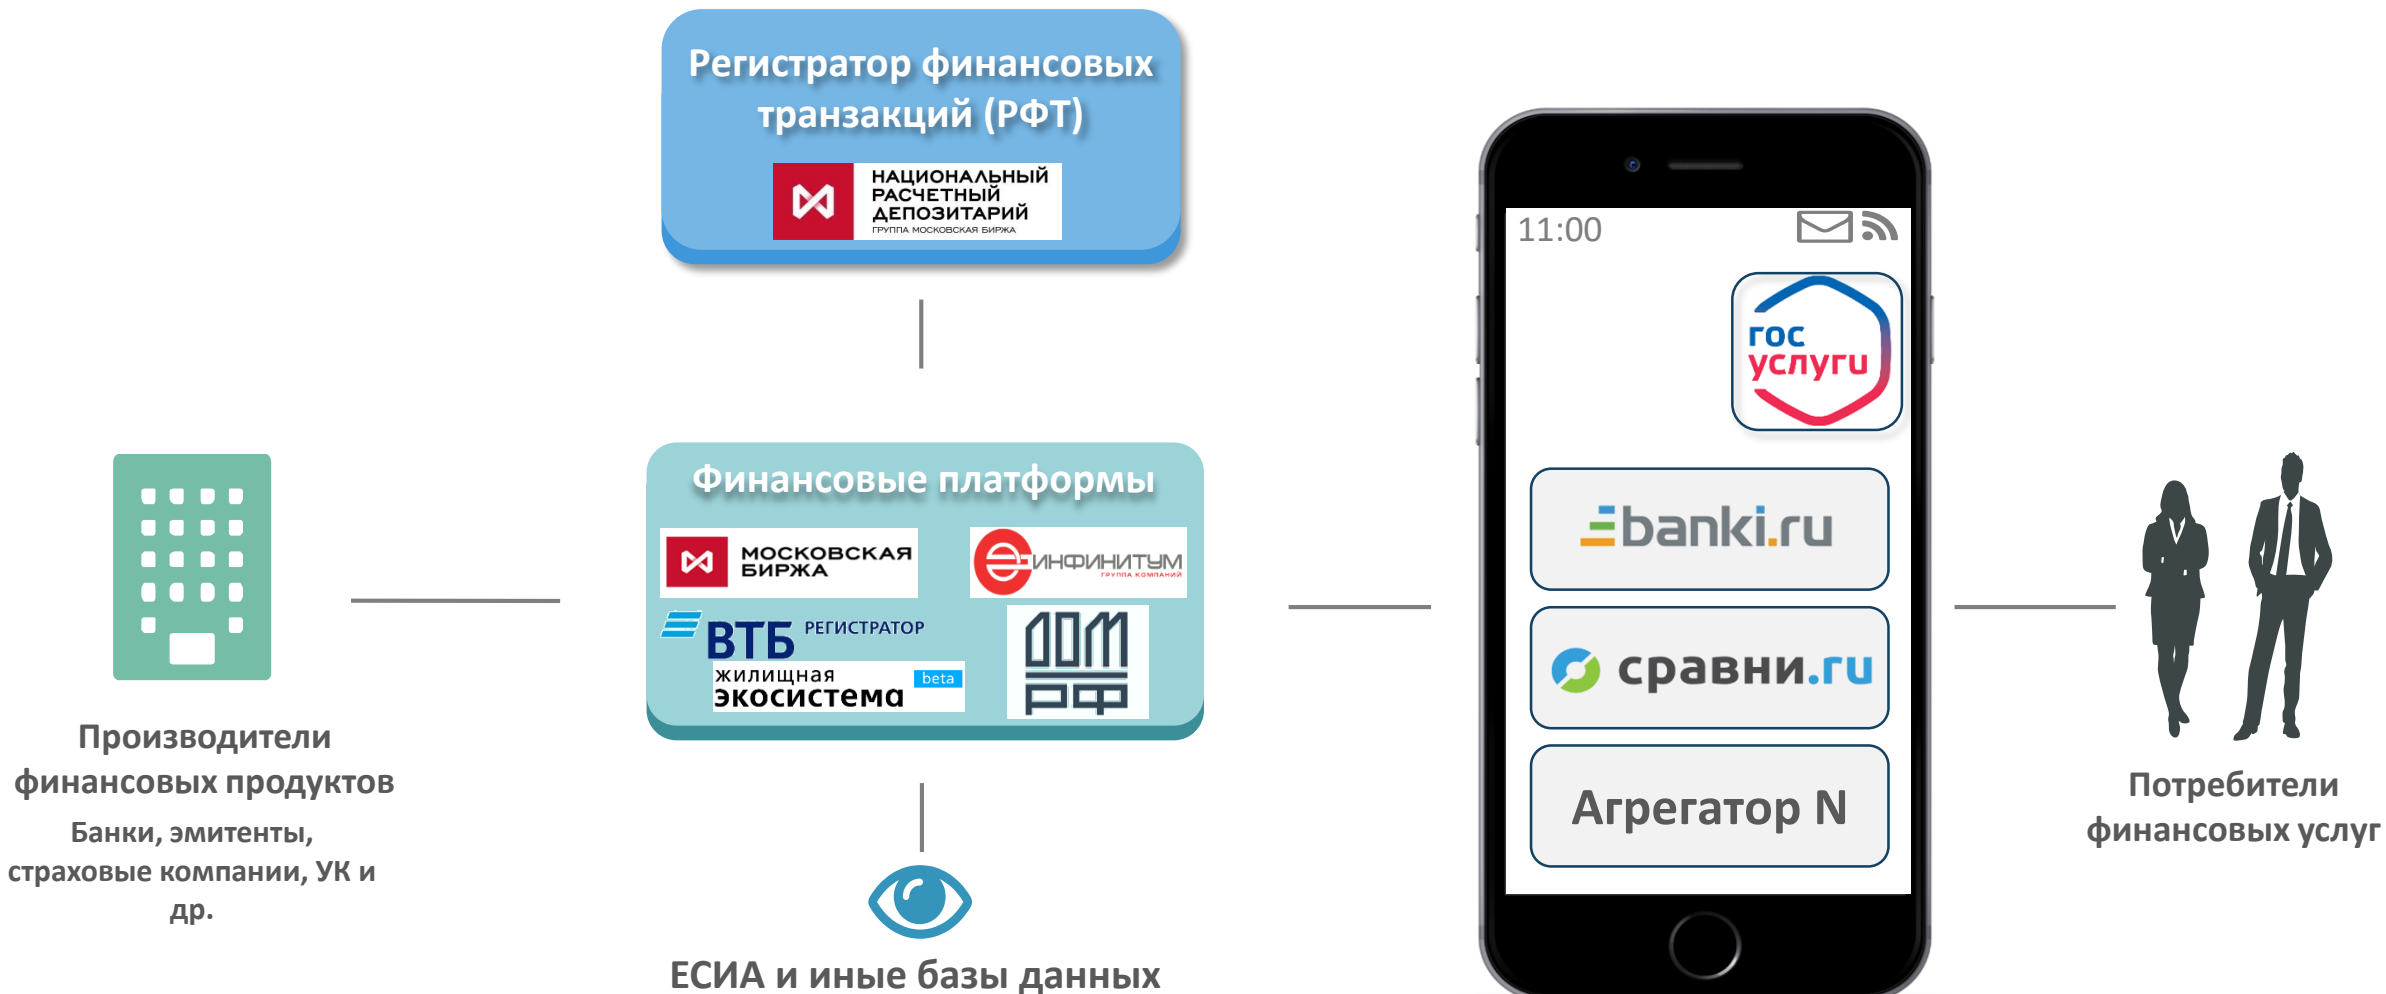 Регистратор финансовых
транзакций (РФТ)
НАЦИОНАЛЬНЫЙ
РАСЧЕТНЫЙ
ДЕПОЗИТАРИЙ
ГРУППА МОСКОВСКАЯ БИРЖА
Финансовые платформы
МОСКОВСКАЯ
БИРЖА
ИНФИНИТУМ
ГРУППА КОМПАНИЙ
ВТБ РЕГИСТРАТОР
жилищная
экосистема beta
ДОМ
РФ
Производители
финансовых продуктов
Банки, эмитенты,
страховые компании, УК и
др.
ЕСИА и иные базы данных
11:00
гос
услуги
banki.ru
сравни.ru
Агрегатор N
Потребители
финансовых услуг